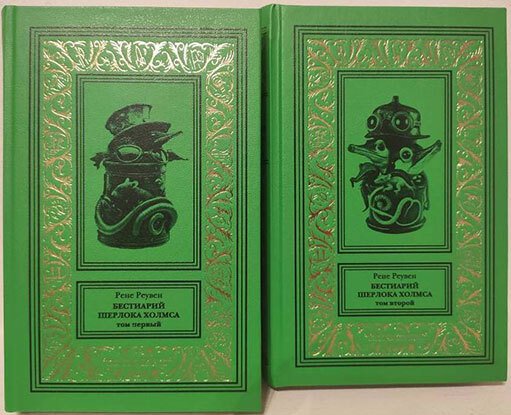 Рене Реувен
БЕСТИАРИЙ
ШЕРЛОКА ХОЛМСА
том первый
Рене Реувен
БЕСТИАРИЙ
ШЕРЛОКА ХОЛМСА
том второй